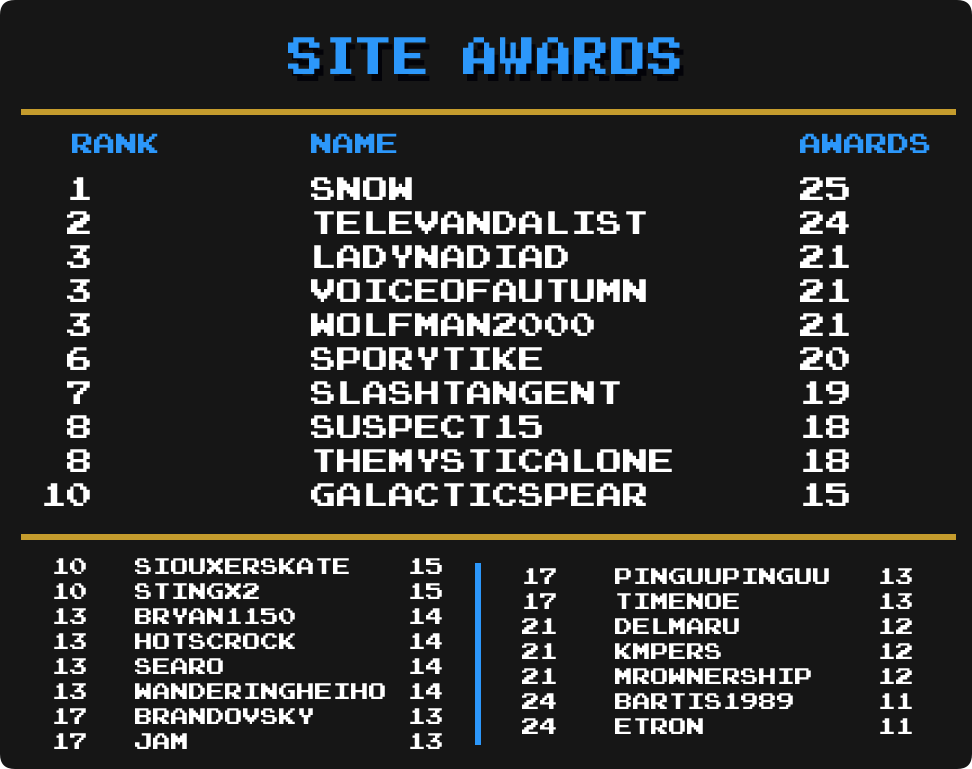 SITE AWARDS
RANK NAME AWARDS
1 SNOW 25
2 TELEVANDALIST 24
3 LADYNADIAD 21
3 VOICEOFAUTUMN 21
3 WOLFMAN2000 21
6 SPORYTIKE 20
7 SLASHTANGENT 19
8 SUSPECT15 18
8 THEMYSTICALONE 18
10 GALACTICSPEAR 15
10 SIOUXERSKATE 15
10 STINGX2 15
13 BRYAN1150 14
13 HOTSCROCK 14
13 SEARO 14
13 WANDERINGHEIHO 14
17 BRANDOVSKY 13
17 JAM 13
17 PINGUUPINGUU 13
17 TIMENOE 13
21 DELMARU 12
21 KMPERS 12
21 MROWNERSHIP 12
24 BARTIS1989 11
24 ETRON 11